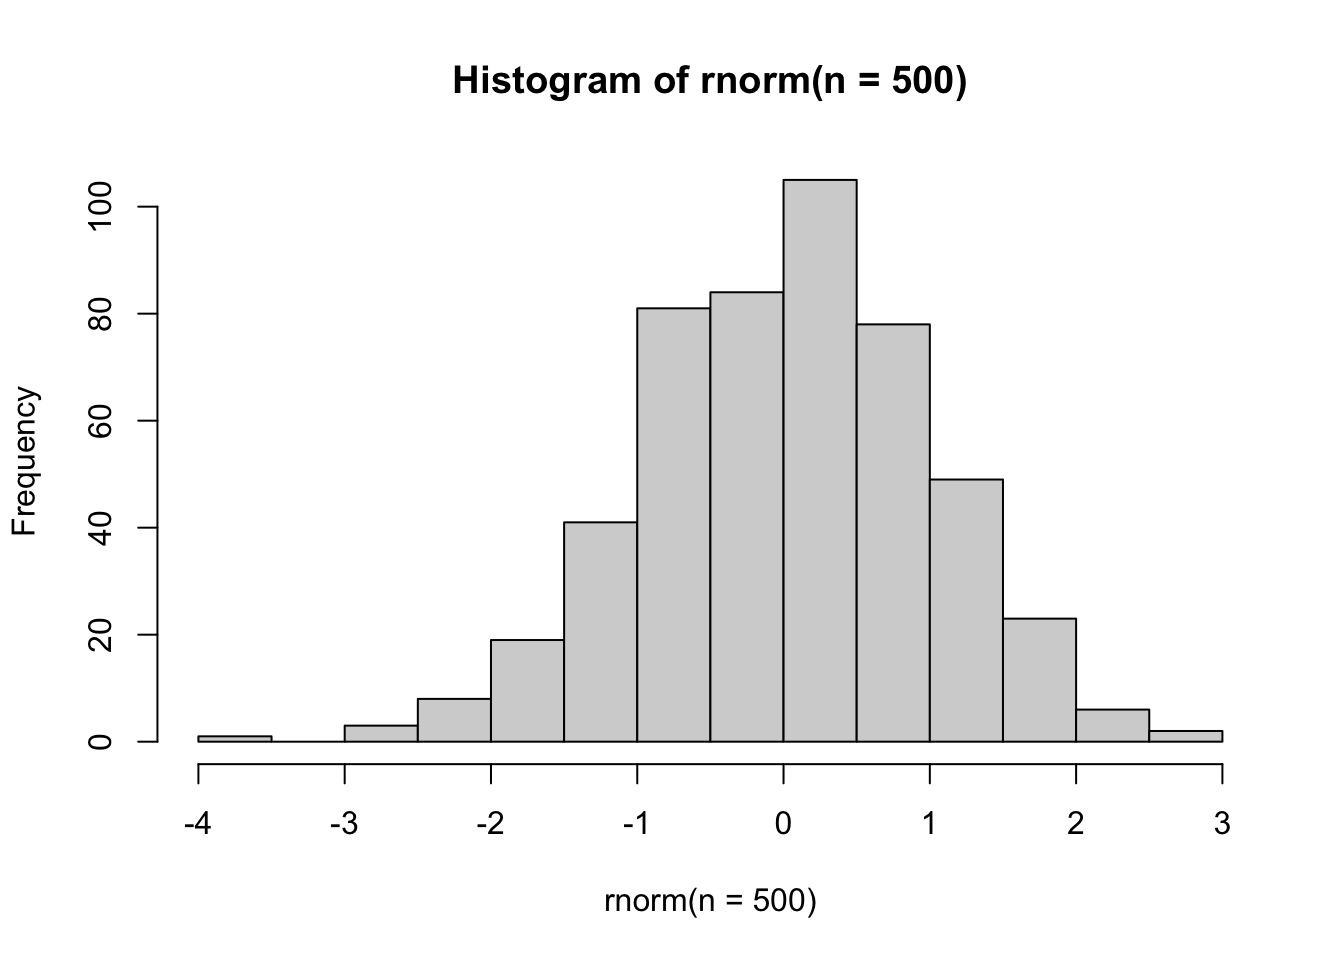 Histogram of rnorm(n = 500)
Frequency
100
80
60
40
20
0
-4 -3 -2 -1 0 1 2 3
rnorm(n = 500)